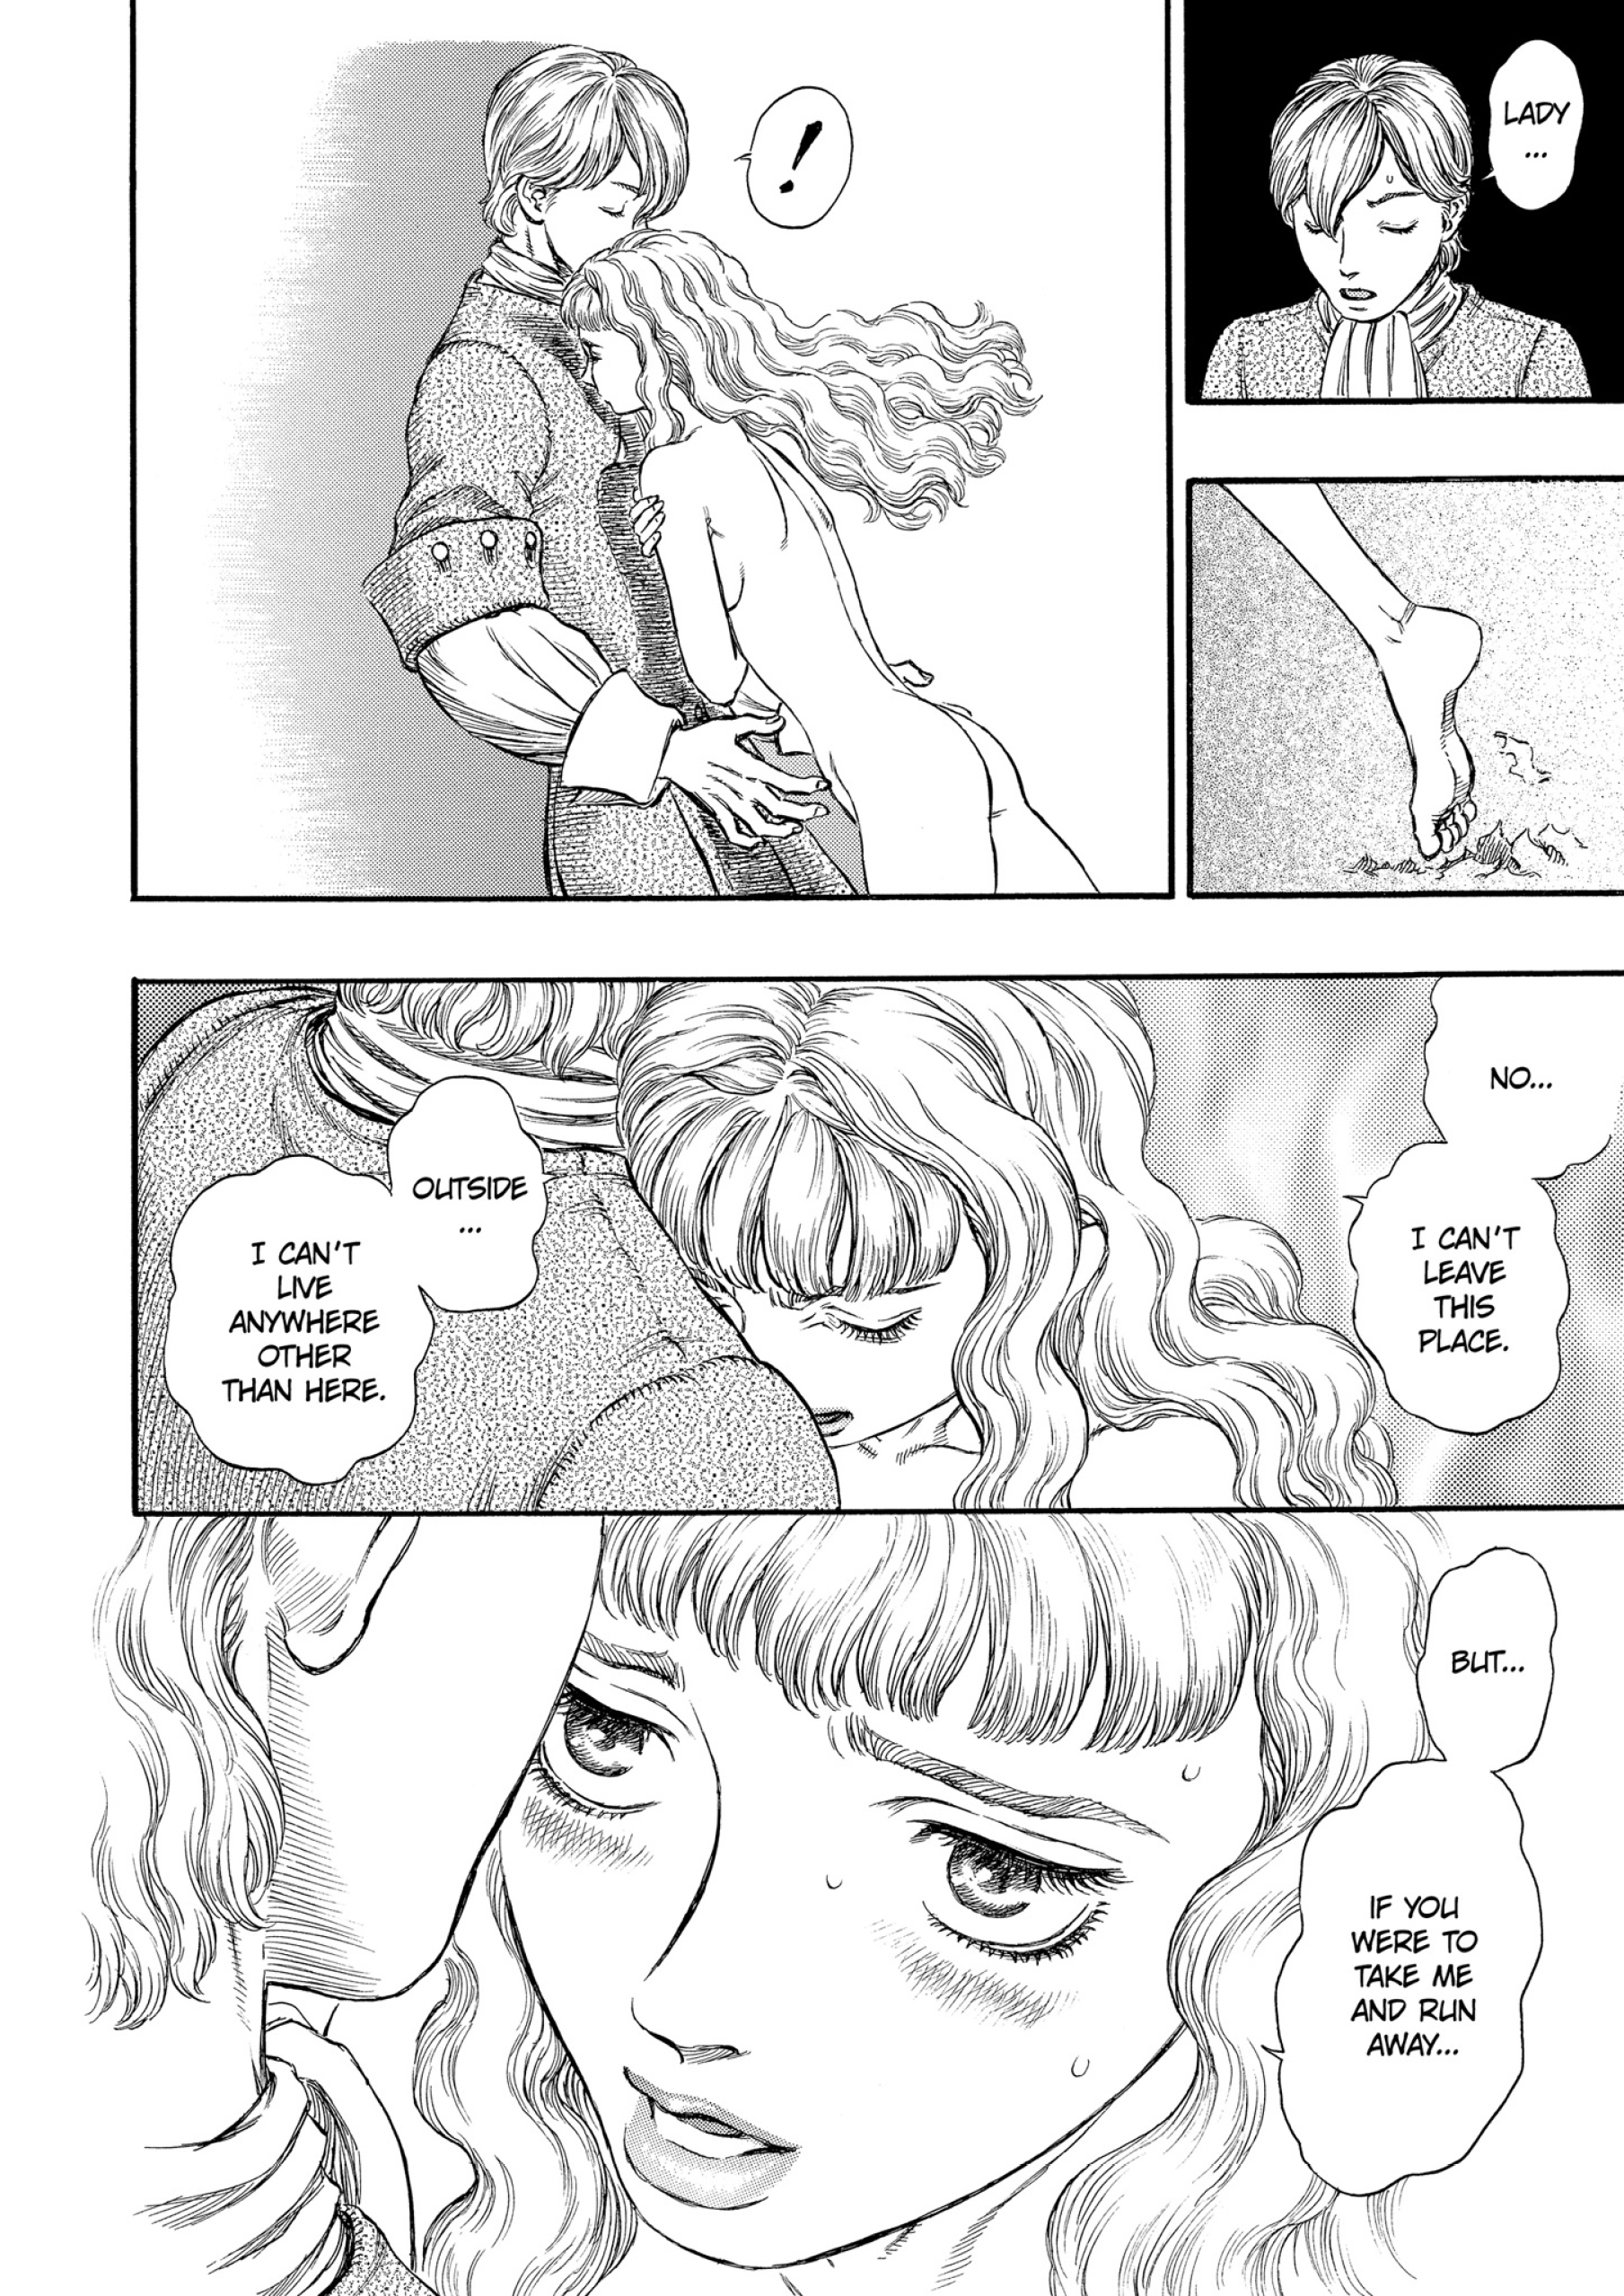 LADY
...
!
NO...
I CAN'T
LEAVE
THIS
PLACE.
OUTSIDE
...
I CAN'T
LIVE
ANYWHERE
OTHER
THAN HERE.
BUT...
IF YOU
WERE TO
TAKE ME
AND RUN
AWAY...